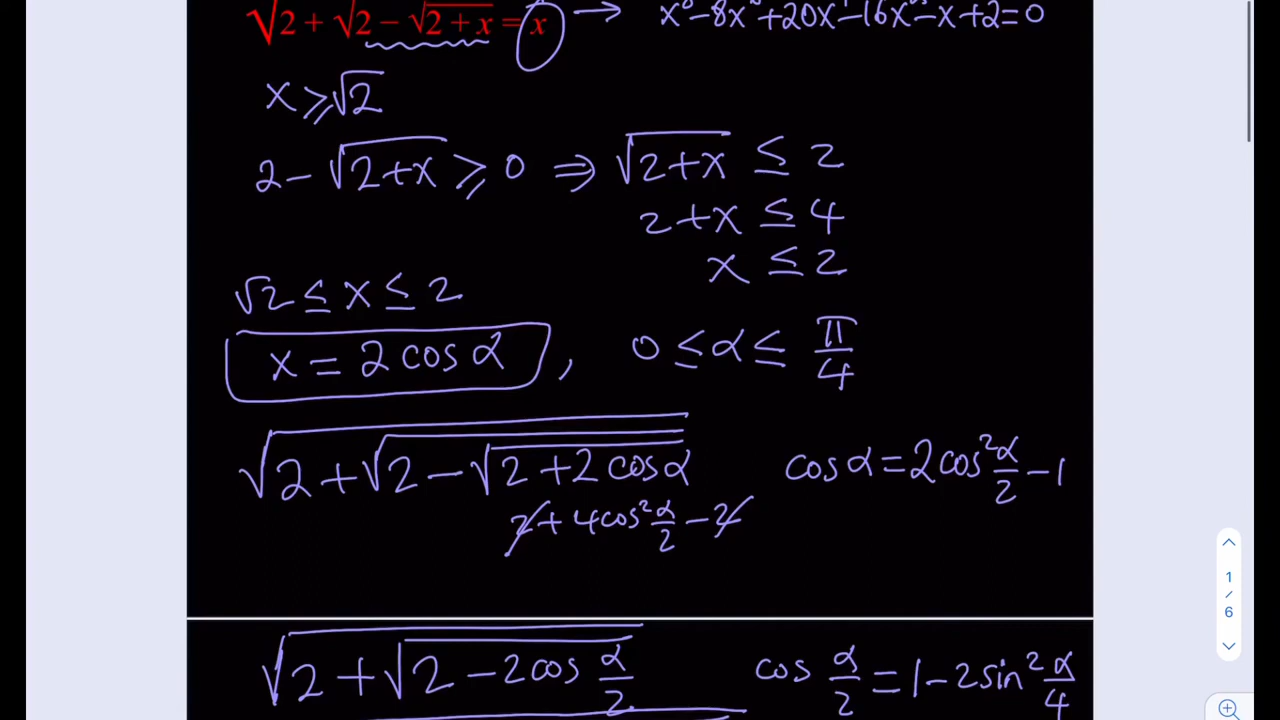 √(2 + √(2 − √(2 + x))) = x → x⁸ − 8x⁶ + 20x⁴ − 16x² − x + 2 = 0
x ⩾ √2
2 − √(2+x) ⩾ 0 ⇒ √(2+x) ≤ 2
2 + x ≤ 4
x ≤ 2
√2 ≤ x ≤ 2
x = 2 cos α , 0 ≤ α ≤ π/4
√(2 + √(2 − √(2 + 2 cos α))) cos α = 2cos² α/2 − 1
2 + 4cos² α/2 − 2
√(2 + √(2 − 2cos α/2)) cos α/2 = 1 − 2sin² α/4
1
6